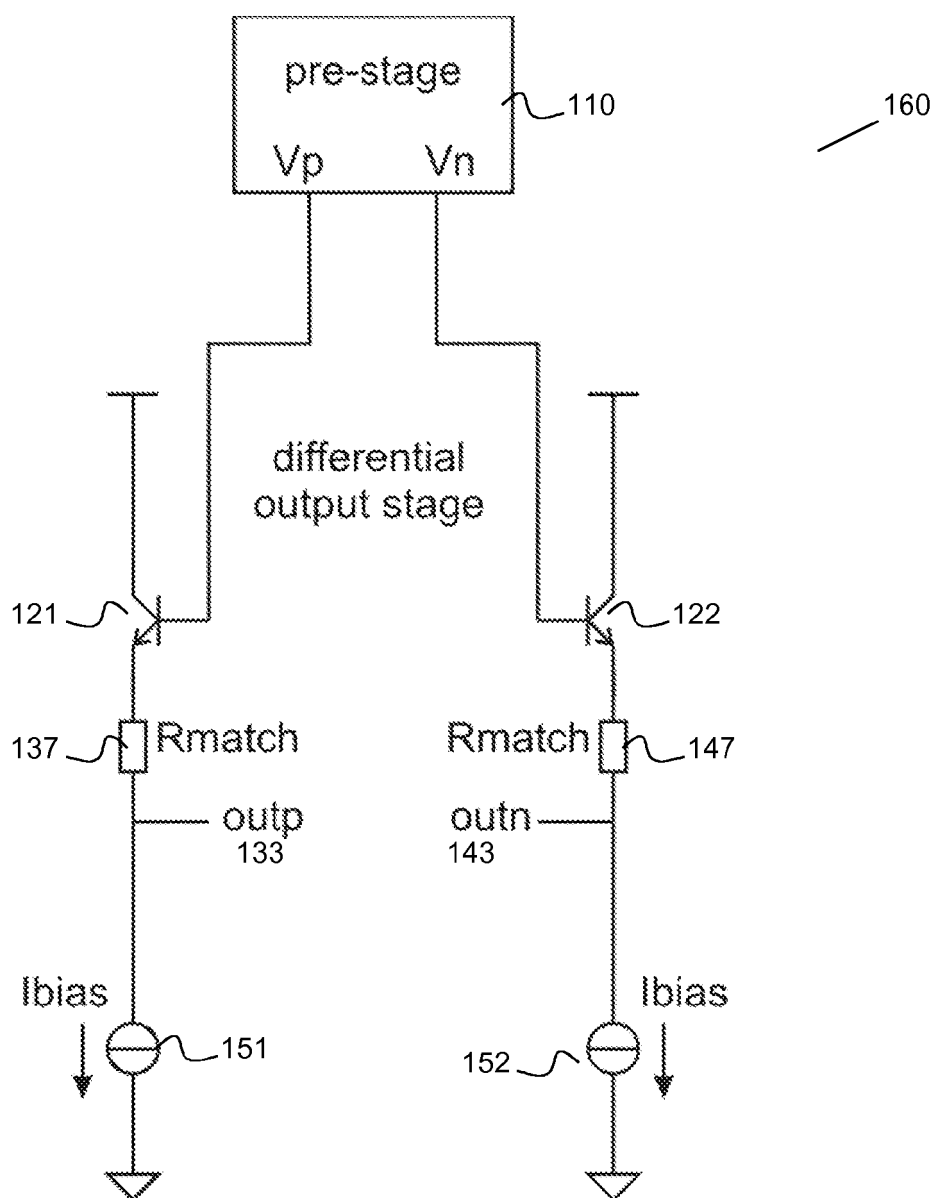 pre-stage
110
160
Vp Vn
differential
output stage
121
122
137
Rmatch
Rmatch
147
outp
outn
133
143
Ibias
Ibias
151
152